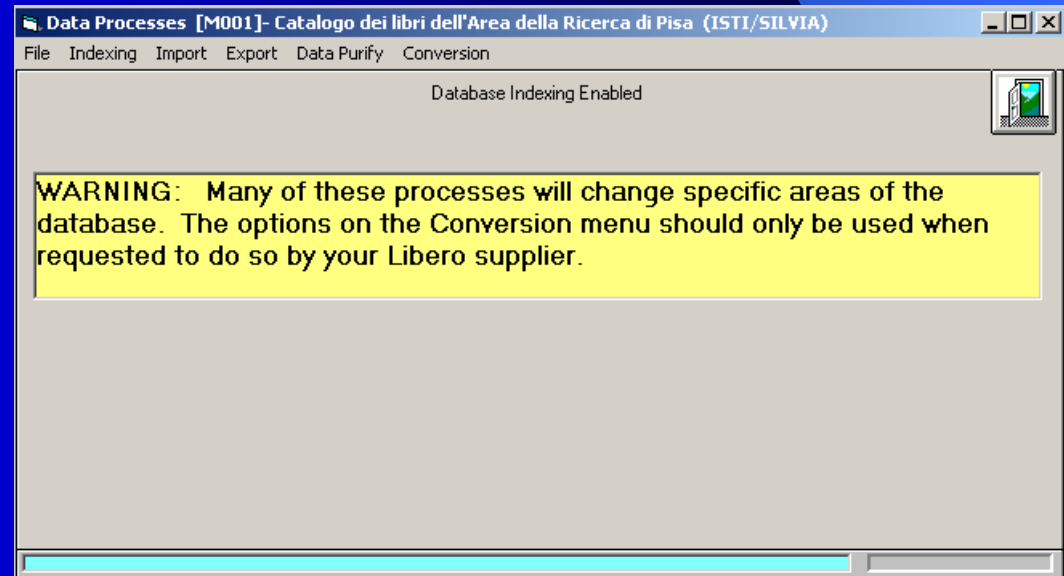 Data Processes [M001]- Catalogo dei libri dell'Area della Ricerca di Pisa (ISTI/SILVIA)
File Indexing Import Export Data Purify Conversion
Database Indexing Enabled
WARNING: Many of these processes will change specific areas of the
database. The options on the Conversion menu should only be used when
requested to do so by your Libero supplier.